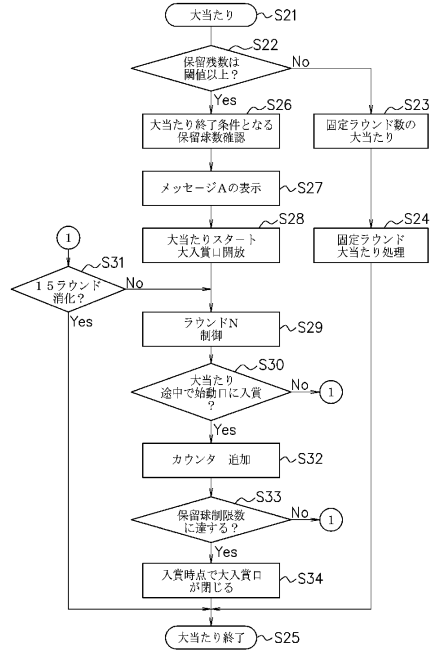 大当たり
S21
保留残数は
閾値以上？
S22
No
Yes
大当たり終了条件となる
保留球数確認
S26
固定ラウンド数の
大当たり
S23
メッセージAの表示
S27
大当たりスタート
大入賞口開放
S28
固定ラウンド
大当たり処理
S24
1
１５ラウンド
消化？
S31
No
Yes
ラウンドN
制御
S29
大当たり
途中で始動口に入賞
？
S30
No
1
Yes
カウンタ 追加
S32
保留球制限数
に達する？
S33
No
1
Yes
入賞時点で大入賞口
が閉じる
S34
大当たり終了
S25